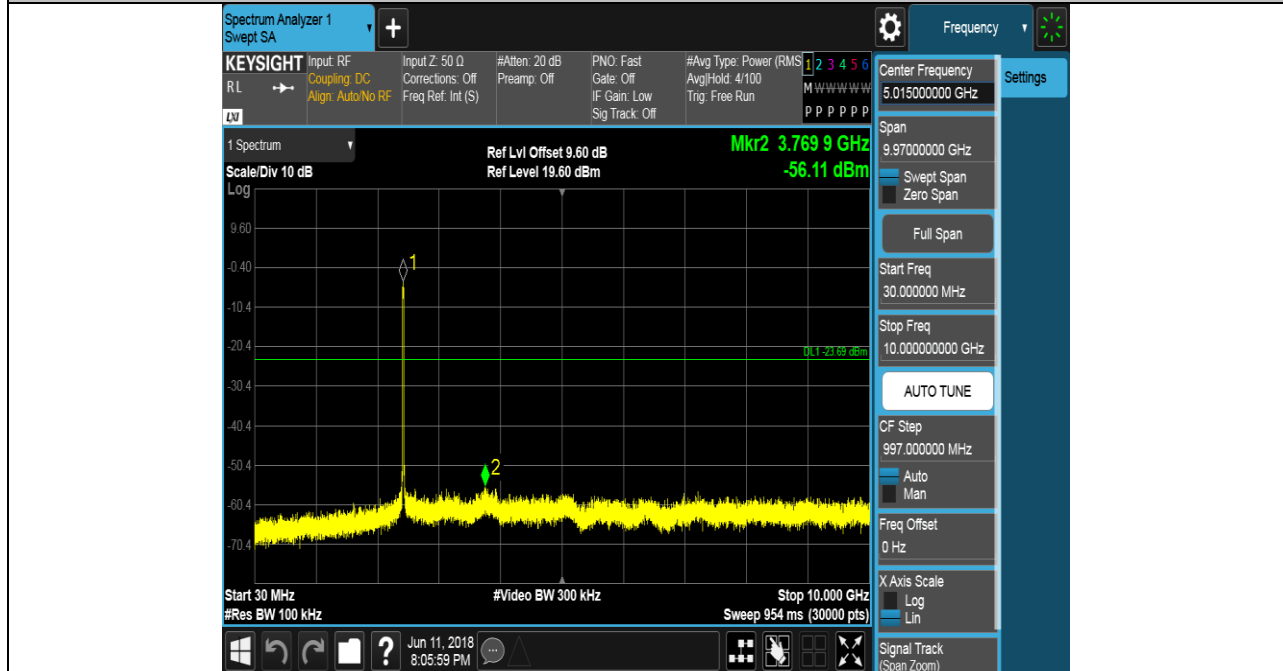 Spectrum Analyzer 1
Swept SA
+
Frequency
KEYSIGHT
RL
LXI
Input: RF
Coupling: DC
Align: Auto/No RF
Input Z: 50 Ω
Corrections: Off
Freq Ref: Int (S)
#Atten: 20 dB
Preamp: Off
PNO: Fast
Gate: Off
IF Gain: Low
Sig Track: Off
#Avg Type: Power (RMS
Avg|Hold: 4/100
Trig: Free Run
1 2 3 4 5 6
M W W W W W
P P P P P P
1 Spectrum
Scale/Div 10 dB
Ref Lvl Offset 9.60 dB
Ref Level 19.60 dBm
Mkr2 3.769 9 GHz
-56.11 dBm
Log
9.60
-0.40
-10.4
-20.4
-30.4
-40.4
-50.4
-60.4
-70.4
1
2
DL1 -23.69 dBm
Start 30 MHz
#Res BW 100 kHz
#Video BW 300 kHz
Stop 10.000 GHz
Sweep 954 ms (30000 pts)
Center Frequency
5.015000000 GHz
Span
9.97000000 GHz
Swept Span
Zero Span
Full Span
Start Freq
30.000000 MHz
Stop Freq
10.000000000 GHz
AUTO TUNE
CF Step
997.000000 MHz
Auto
Man
Freq Offset
0 Hz
X Axis Scale
Log
Lin
Signal Track
(Span Zoom)
Settings
?
Jun 11, 2018
8:05:59 PM